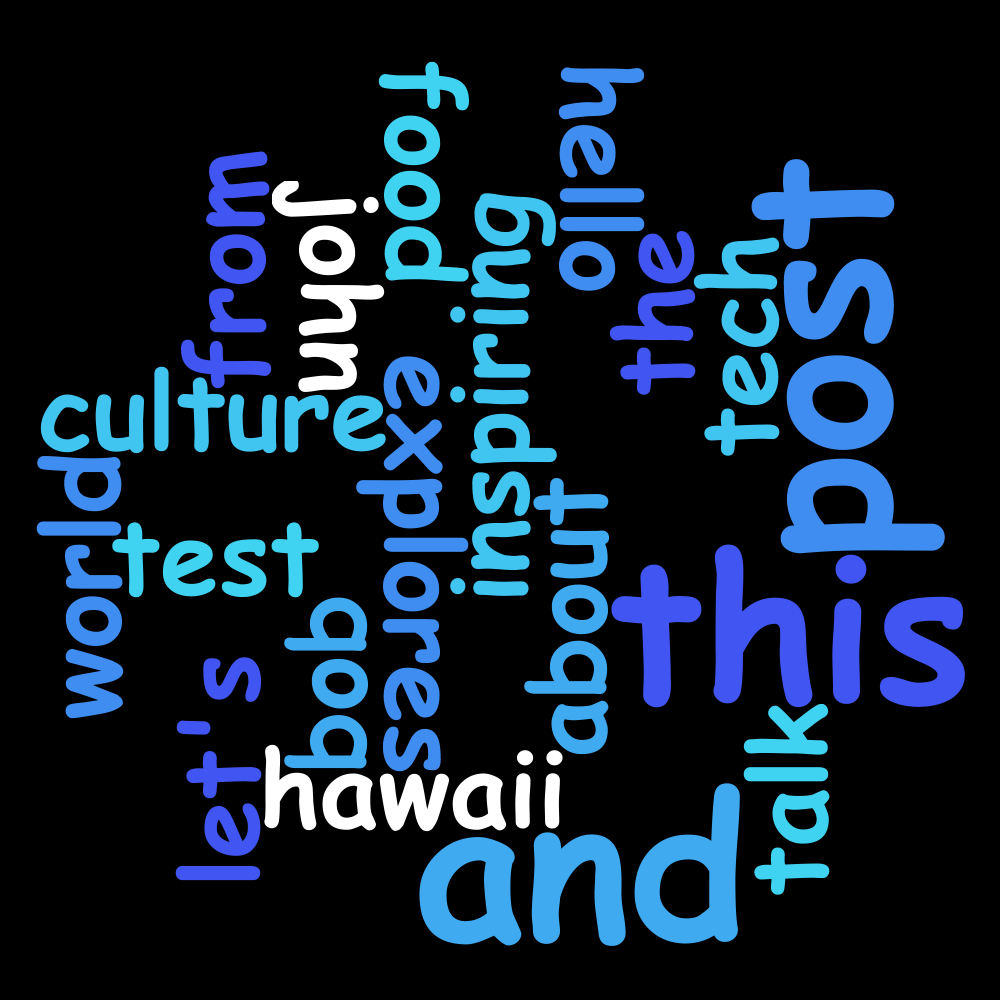 food
hello
from
john
post
inspiring
the
tech
culture
explores
world
test
about
this
bob
let's
hawaii
talk
and